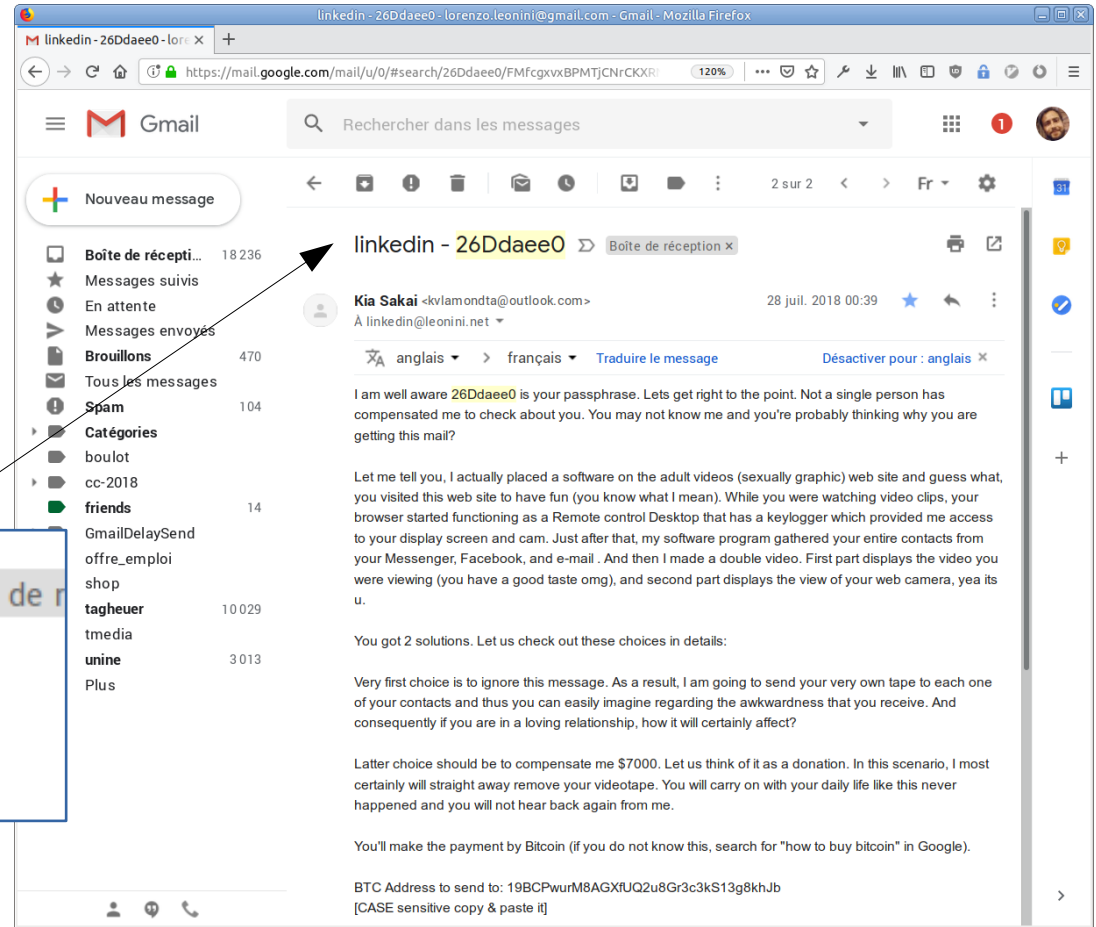 linkedin - 26Ddaee0 - lorenzo.leonini@gmail.com - Gmail - Mozilla Firefox
linkedin - 26Ddaee0 - lore
https://mail.google.com/mail/u/0/#search/26Ddaee0/FMfcgxvxBPMTjCNrCKXR
120%
Gmail
Rechercher dans les messages
1
Nouveau message
2 sur 2
Fr
31
Boîte de récepti... 18 236
Messages suivis
En attente
Messages envoyés
Brouillons 470
Tous les messages
Spam 104
Catégories
boulot
cc-2018
friends 14
GmailDelaySend
offre_emploi
shop
tagheuer 10 029
tmedia
unine 3 013
Plus
de r
linkedin - 26Ddaee0 Boîte de réception ×
Kia Sakai <kvlamondta@outlook.com> 28 juil. 2018 00:39
À linkedin@leonini.net
anglais > français Traduire le message Désactiver pour : anglais ×
I am well aware 26Ddaee0 is your passphrase. Lets get right to the point. Not a single person has
compensated me to check about you. You may not know me and you're probably thinking why you are
getting this mail?
Let me tell you, I actually placed a software on the adult videos (sexually graphic) web site and guess what,
you visited this web site to have fun (you know what I mean). While you were watching video clips, your
browser started functioning as a Remote control Desktop that has a keylogger which provided me access
to your display screen and cam. Just after that, my software program gathered your entire contacts from
your Messenger, Facebook, and e-mail . And then I made a double video. First part displays the video you
were viewing (you have a good taste omg), and second part displays the view of your web camera, yea its
u.
You got 2 solutions. Let us check out these choices in details:
Very first choice is to ignore this message. As a result, I am going to send your very own tape to each one
of your contacts and thus you can easily imagine regarding the awkwardness that you receive. And
consequently if you are in a loving relationship, how it will certainly affect?
Latter choice should be to compensate me $7000. Let us think of it as a donation. In this scenario, I most
certainly will straight away remove your videotape. You will carry on with your daily life like this never
happened and you will not hear back again from me.
You'll make the payment by Bitcoin (if you do not know this, search for "how to buy bitcoin" in Google).
BTC Address to send to: 19BCPwurM8AGXfUQ2u8Gr3c3kS13g8khJb
[CASE sensitive copy & paste it]